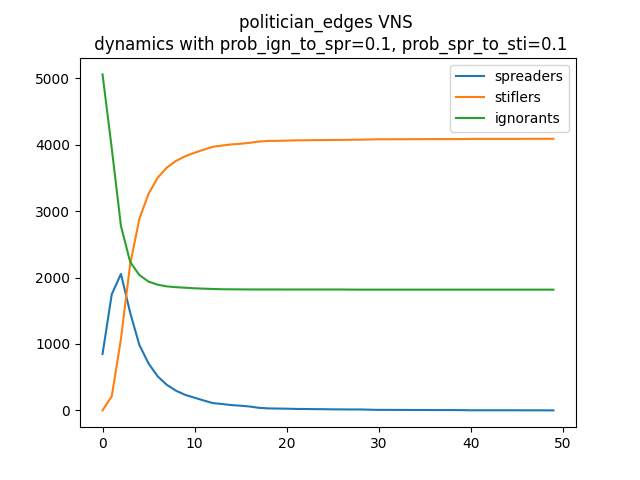 politician_edges VNS
dynamics with prob_ign_to_spr=0.1, prob_spr_to_sti=0.1
spreaders
stiflers
ignorants
5000
4000
3000
2000
1000
0
0 10 20 30 40 50